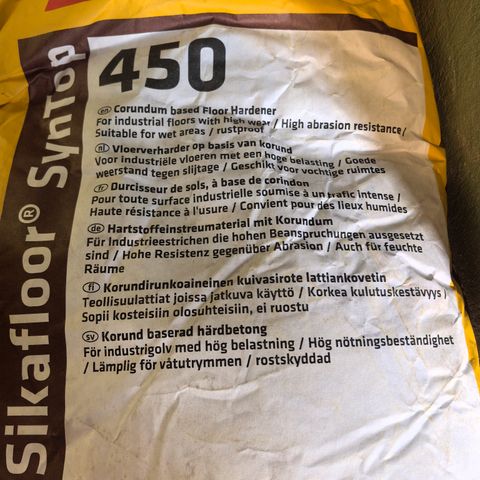 Sikafloor® SynTop
450
en Corundum based Floor Hardener
For industrial floors with high wear / High abrasion resistance /
Suitable for wet areas / rustproof
nl Vloerverharder op basis van korund
Voor industriële vloeren met een hoge belasting / Goede
weerstand tegen slijtage / Geschikt voor vochtige ruimtes
fr Durcisseur de sols, à base de corindon
Pour toute surface industrielle soumise à un trafic intense /
Haute résistance à l'usure / Convient pour des lieux humides
de Hartstoffeinstreumaterial mit Korundum
Für Industrieestrichen die hohen Beanspruchungen ausgesetzt
sind / Hohe Resistenz gegenüber Abrasion / Auch für feuchte
Räume
fi Korundirunkoaineinen kuivasirote lattiankovetin
Teollisuulattiat joissa jatkuva käyttö / Korkea kulutuskestävyys /
Sopii kosteisiin olosuhteisiin, ei ruostu
sv Korund baserad härdbetong
För industrigolv med hög belastning / Hög nötningsbeständighet
/ Lämplig för våtutrymmen / rostskyddad